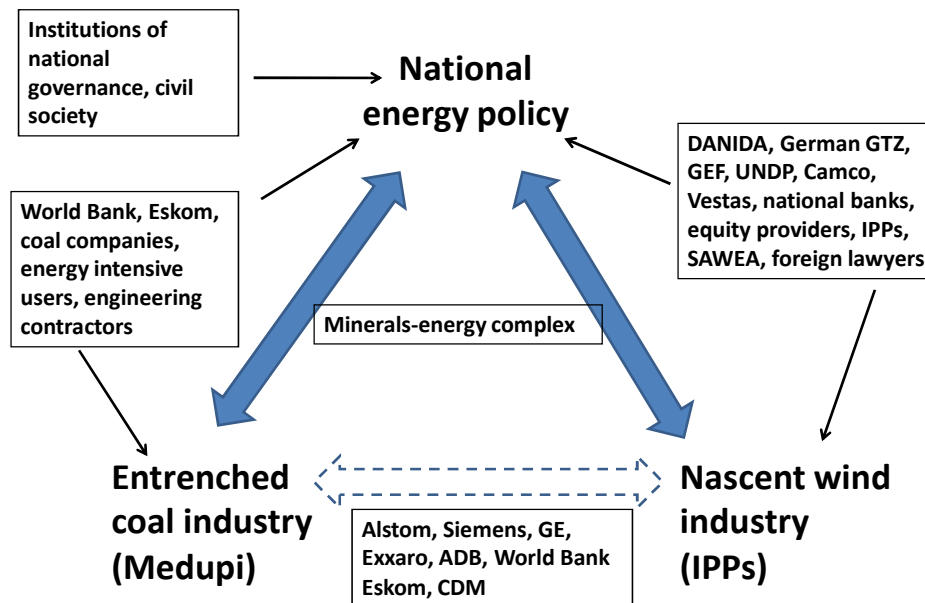 Institutions of
national
governance, civil
society
National
energy policy
DANIDA, German GTZ,
GEF, UNDP, Camco,
Vestas, national banks,
equity providers, IPPs,
SAWEA, foreign lawyers
World Bank, Eskom,
coal companies,
energy intensive
users, engineering
contractors
Minerals-energy complex
Entrenched
coal industry
(Medupi)
Nascent wind
industry
(IPPs)
Alstom, Siemens, GE,
Exxaro, ADB, World Bank
Eskom, CDM